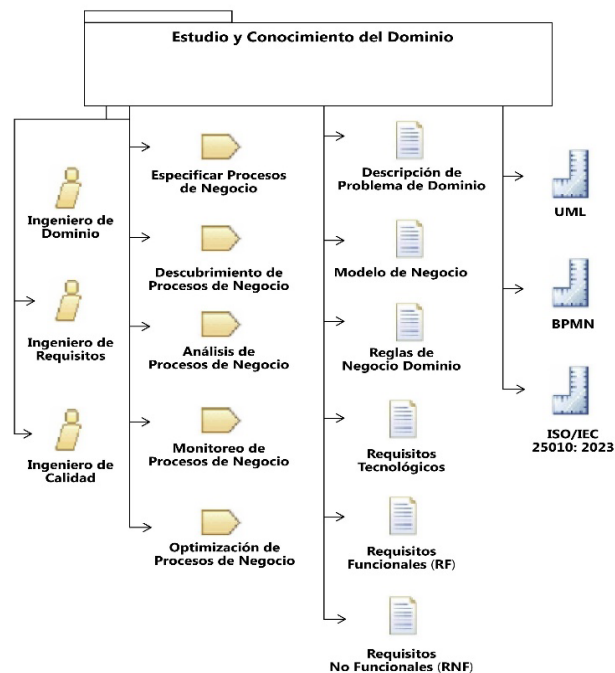 Estudio y Conocimiento del Dominio
Ingeniero de
Dominio
Ingeniero de
Requisitos
Ingeniero de
Calidad
Especificar Procesos
de Negocio
Descubrimiento de
Procesos de Negocio
Análisis de
Procesos de Negocio
Monitoreo de
Procesos de Negocio
Optimización de
Procesos de Negocio
Descripción de
Problema de Dominio
Modelo de Negocio
Reglas de
Negocio Dominio
Requisitos
Tecnológicos
Requisitos
Funcionales (RF)
Requisitos
No Funcionales (RNF)
UML
BPMN
ISO/IEC
25010: 2023